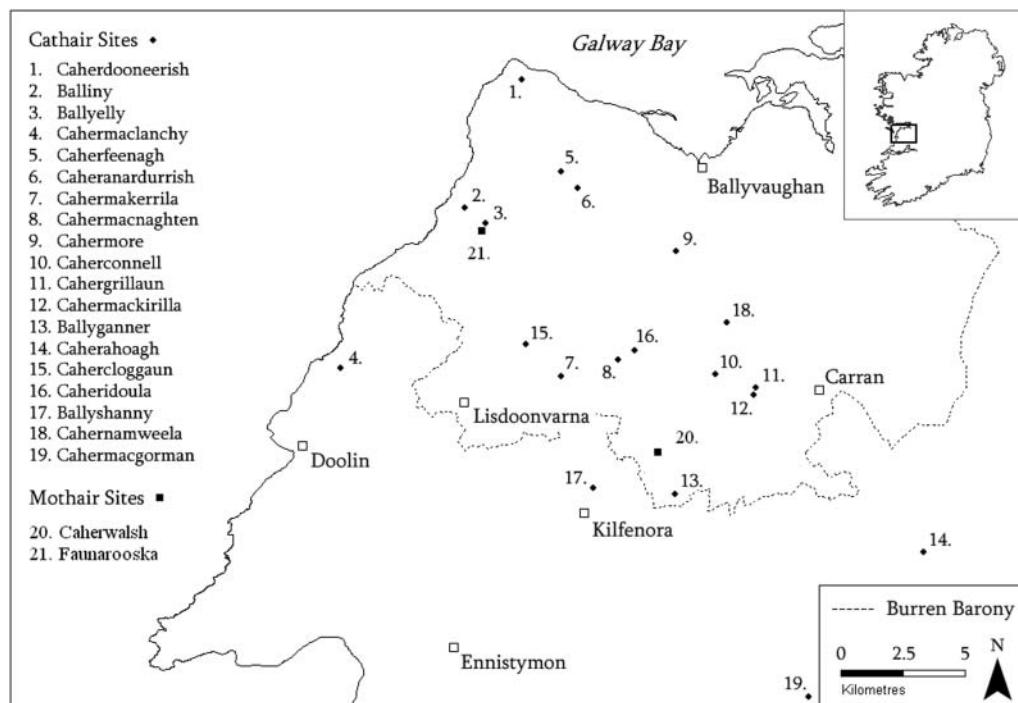 Cathair Sites
1. Caherdooneerish
2. Balliny
3. Ballyelly
4. Cahermaclanchy
5. Caherfeenagh
6. Caheranardurrish
7. Cahermakerrila
8. Cahermacnaghten
9. Cahermore
10. Caherconnell
11. Cahergrillaun
12. Cahermackirilla
13. Ballyganner
14. Caherahoagh
15. Cahercloggaun
16. Caheridoula
17. Ballyshanny
18. Cahernamweela
19. Cahermacgorman
Mothair Sites
20. Caherwalsh
21. Faunarooska
Galway Bay
1.
5.
6.
Ballyvaughan
2.
3.
21.
9.
18.
15.
16.
4.
7.
8.
10.
11.
12.
Carran
Lisdoonvarna
Doolin
20.
17.
13.
Kilfenora
14.
Ennistymon
19.
Burren Barony
0 2.5 5
Kilometres
N